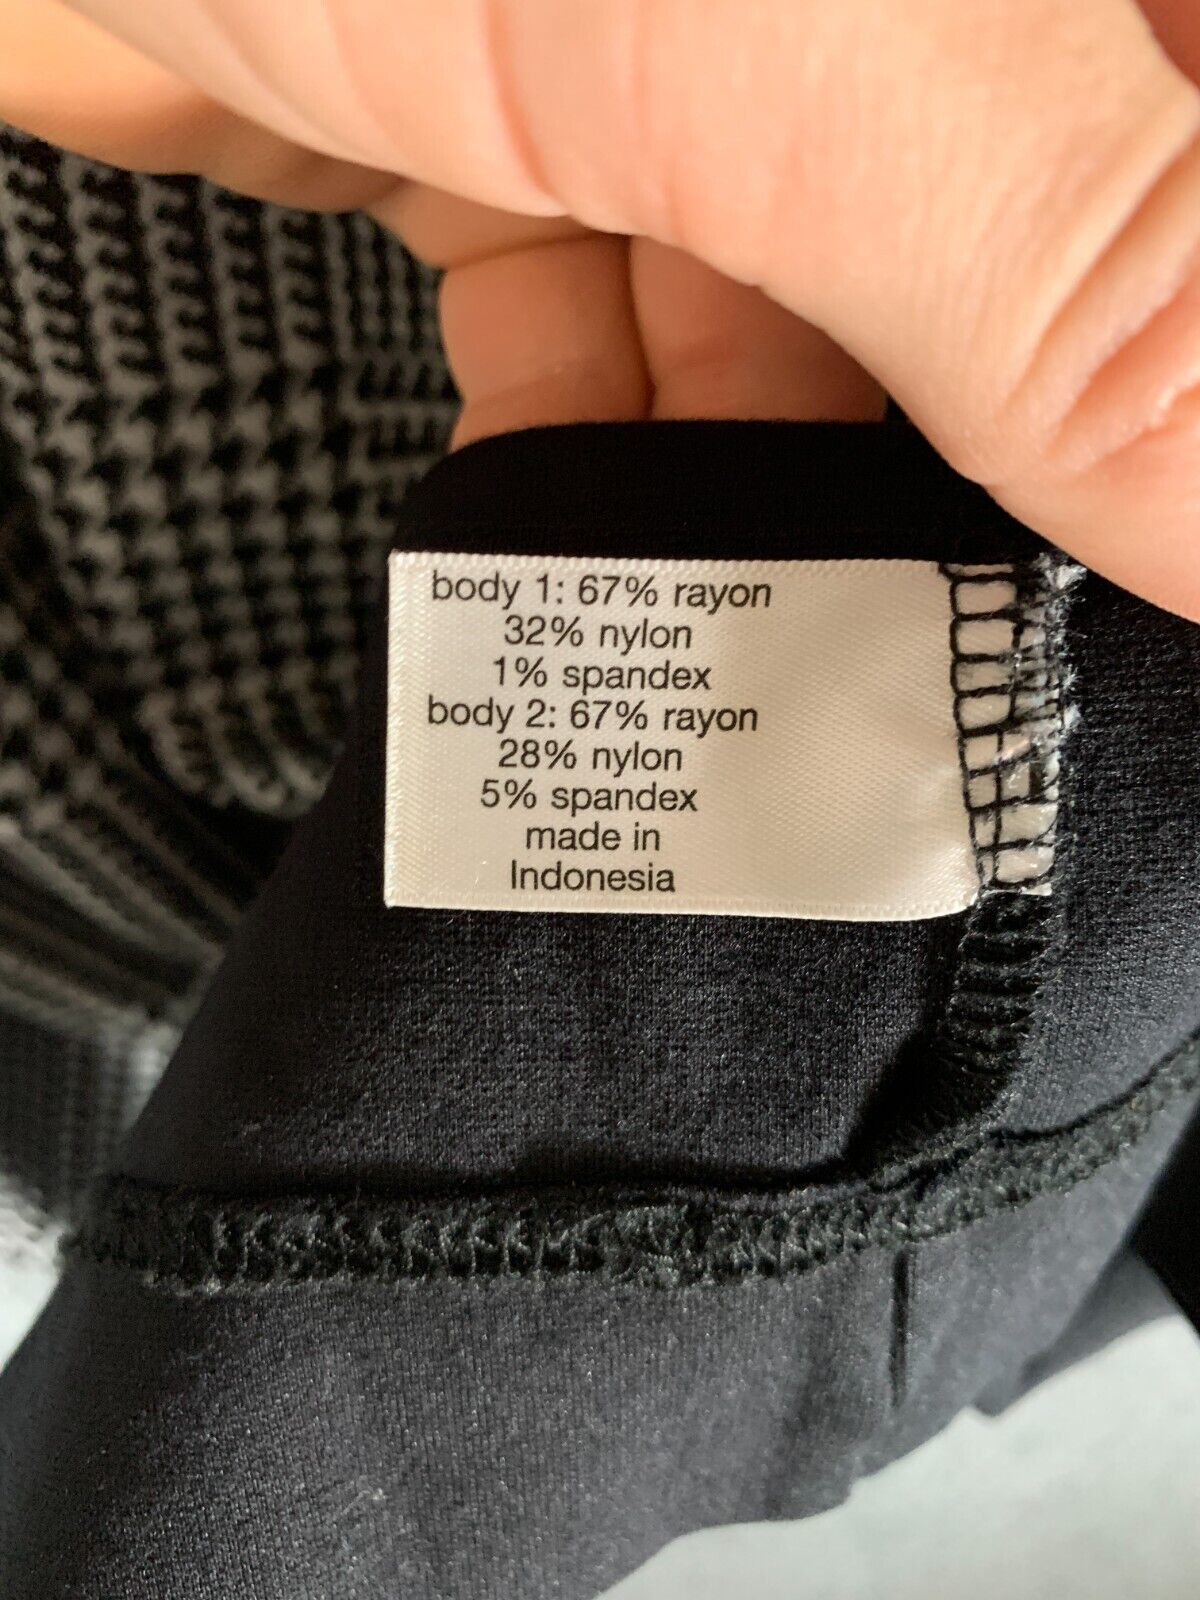 body 1: 67% rayon
32% nylon
1% spandex
body 2: 67% rayon
28% nylon
5% spandex
made in
Indonesia